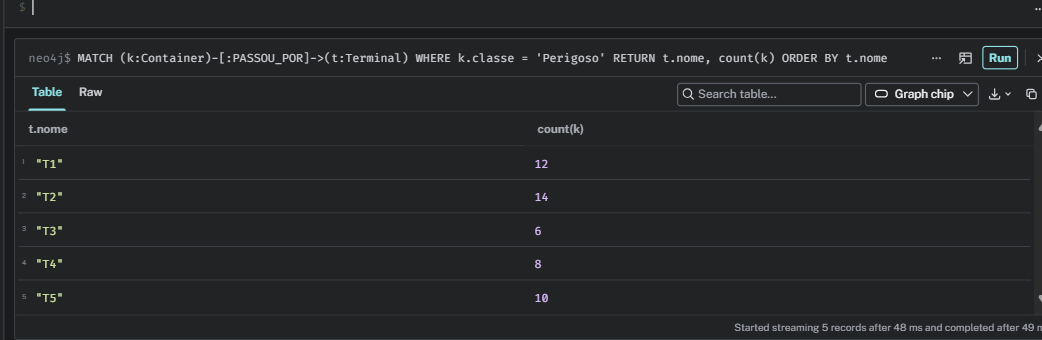 $
neo4j$ MATCH (k:Container)-[:PASSOU_POR]->(t:Terminal) WHERE k.classe = 'Perigoso' RETURN t.nome, count(k) ORDER BY t.nome ... Run
Table Raw Search table... Graph chip
t.nome count(k)
1 "T1" 12
2 "T2" 14
3 "T3" 6
4 "T4" 8
5 "T5" 10
Started streaming 5 records after 48 ms and completed after 49